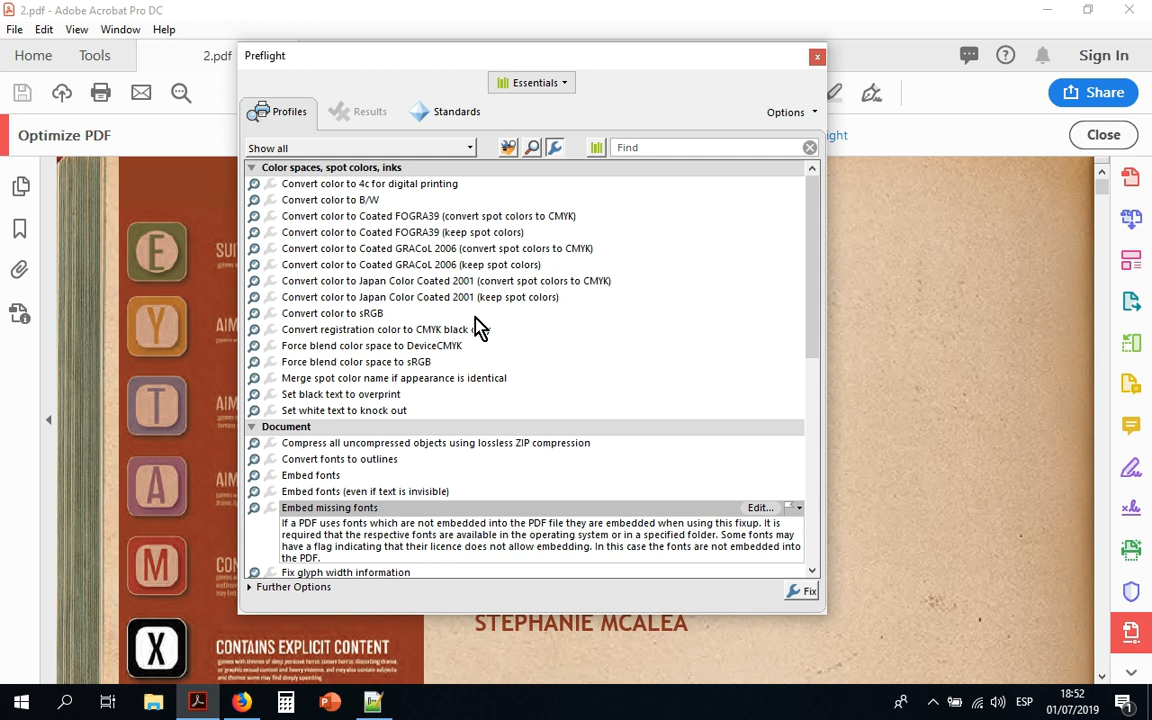 2.pdf - Adobe Acrobat Pro DC
File Edit View Window Help
Home Tools 2.pdf Sign In
Share
Optimize PDF Close
Preflight
Essentials
Profiles Results Standards Options
Show all Find
Color spaces, spot colors, inks
Convert color to 4c for digital printing
Convert color to B/W
Convert color to Coated FOGRA39 (convert spot colors to CMYK)
Convert color to Coated FOGRA39 (keep spot colors)
Convert color to Coated GRACoL 2006 (convert spot colors to CMYK)
Convert color to Coated GRACoL 2006 (keep spot colors)
Convert color to Japan Color Coated 2001 (convert spot colors to CMYK)
Convert color to Japan Color Coated 2001 (keep spot colors)
Convert color to sRGB
Convert registration color to CMYK black
Force blend color space to DeviceCMYK
Force blend color space to sRGB
Merge spot color name if appearance is identical
Set black text to overprint
Set white text to knock out
Document
Compress all uncompressed objects using lossless ZIP compression
Convert fonts to outlines
Embed fonts
Embed fonts (even if text is invisible)
Embed missing fonts Edit...
If a PDF uses fonts which are not embedded into the PDF file they are embedded when using this fixup. It is
required that the respective fonts are available in the operating system or in a specified folder. Some fonts may
have a flag indicating that their licence does not allow embedding. In this case the fonts are not embedded into
the PDF.
Fix glyph width information
Further Options Fix
E
Y
T
A
M
X
CONTAINS EXPLICIT CONTENT
STEPHANIE MCALEA
ESP
18:52
01/07/2019
1